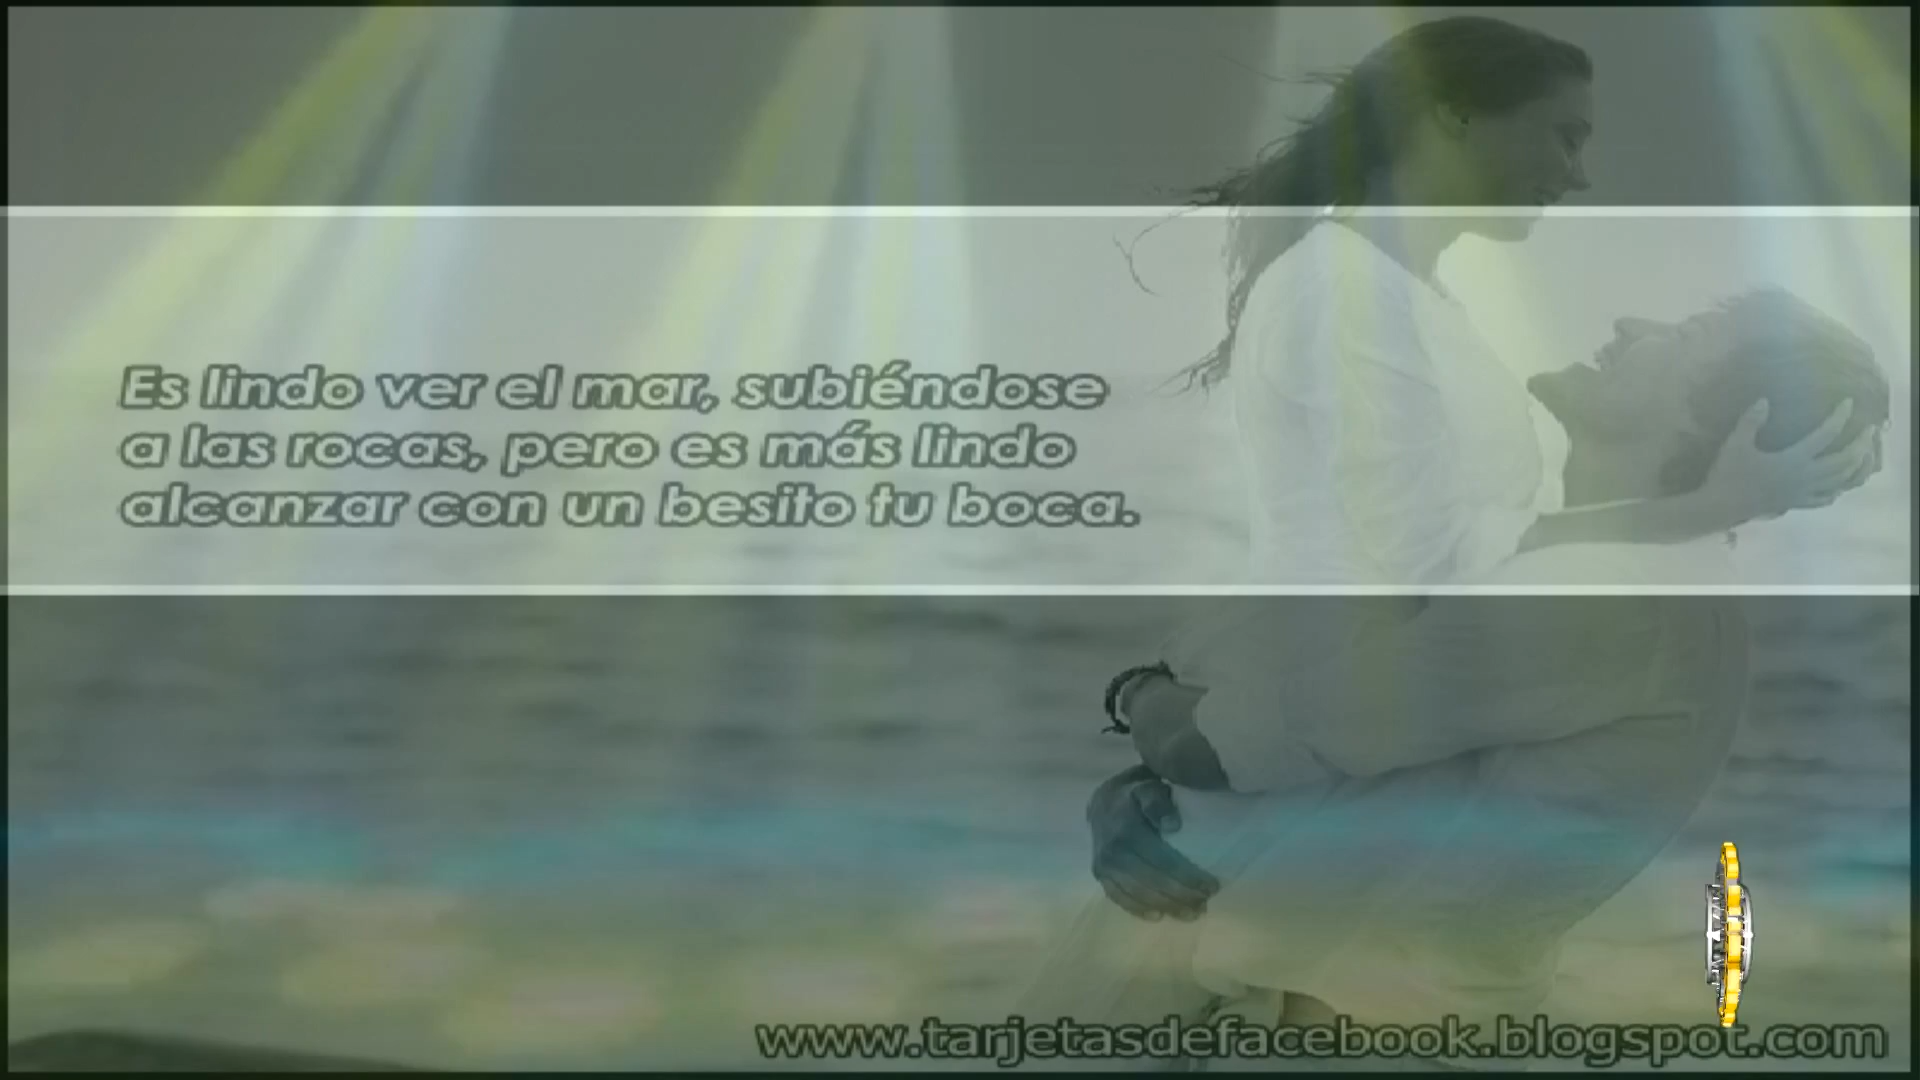 Es lindo ver el mar, subiéndose
a las rocas, pero es más lindo
alcanzar con un besito tu boca.
www.tarjetasdefacebook.blogspot.com